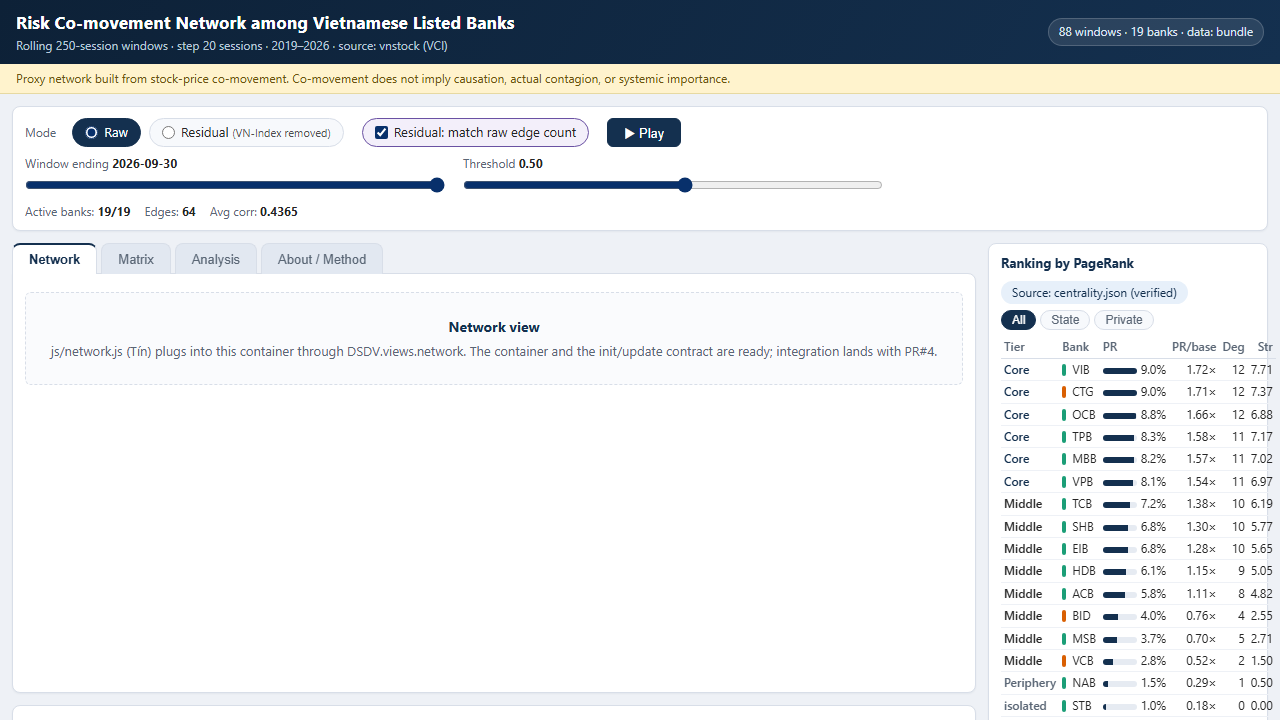 Risk Co-movement Network among Vietnamese Listed Banks
Rolling 250-session windows · step 20 sessions · 2019–2026 · source: vnstock (VCI)
88 windows · 19 banks · data: bundle
Proxy network built from stock-price co-movement. Co-movement does not imply causation, actual contagion, or systemic importance.
Mode Raw Residual (VN-Index removed) Residual: match raw edge count ▶ Play
Window ending 2026-09-30 Threshold 0.50
Active banks: 19/19 Edges: 64 Avg corr: 0.4365
Network Matrix Analysis About / Method
Network view
js/network.js (Tín) plugs into this container through DSDV.views.network. The container and the init/update contract are ready; integration lands with PR#4.
Ranking by PageRank
Source: centrality.json (verified)
All State Private
Tier Bank PR PR/base Deg Str
Core VIB 9.0% 1.72× 12 7.71
Core CTG 9.0% 1.71× 12 7.37
Core OCB 8.8% 1.66× 12 6.88
Core TPB 8.3% 1.58× 11 7.17
Core MBB 8.2% 1.57× 11 7.02
Core VPB 8.1% 1.54× 11 6.97
Middle TCB 7.2% 1.38× 10 6.19
Middle SHB 6.8% 1.30× 10 5.77
Middle EIB 6.8% 1.28× 10 5.65
Middle HDB 6.1% 1.15× 9 5.05
Middle ACB 5.8% 1.11× 8 4.82
Middle BID 4.0% 0.76× 4 2.55
Middle MSB 3.7% 0.70× 5 2.71
Middle VCB 2.8% 0.52× 2 1.50
Periphery NAB 1.5% 0.29× 1 0.50
isolated STB 1.0% 0.18× 0 0.00